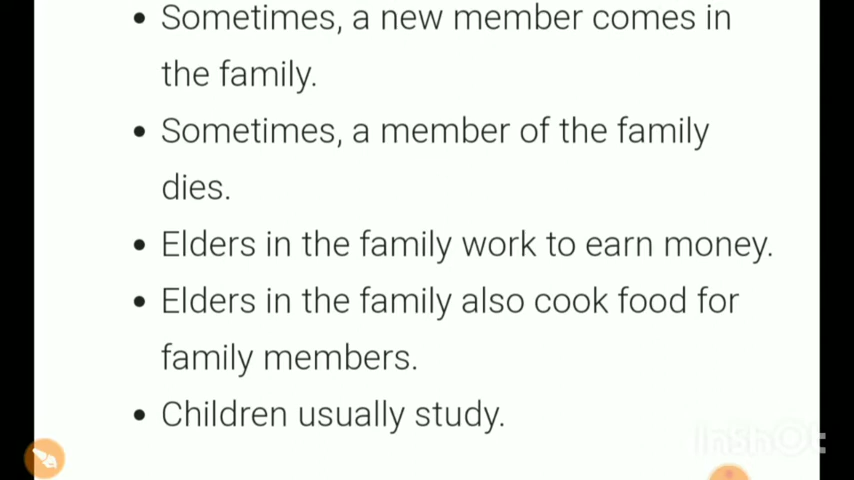 • Sometimes, a new member comes in
the family.
• Sometimes, a member of the family
dies.
• Elders in the family work to earn money.
• Elders in the family also cook food for
family members.
• Children usually study.
InShOt